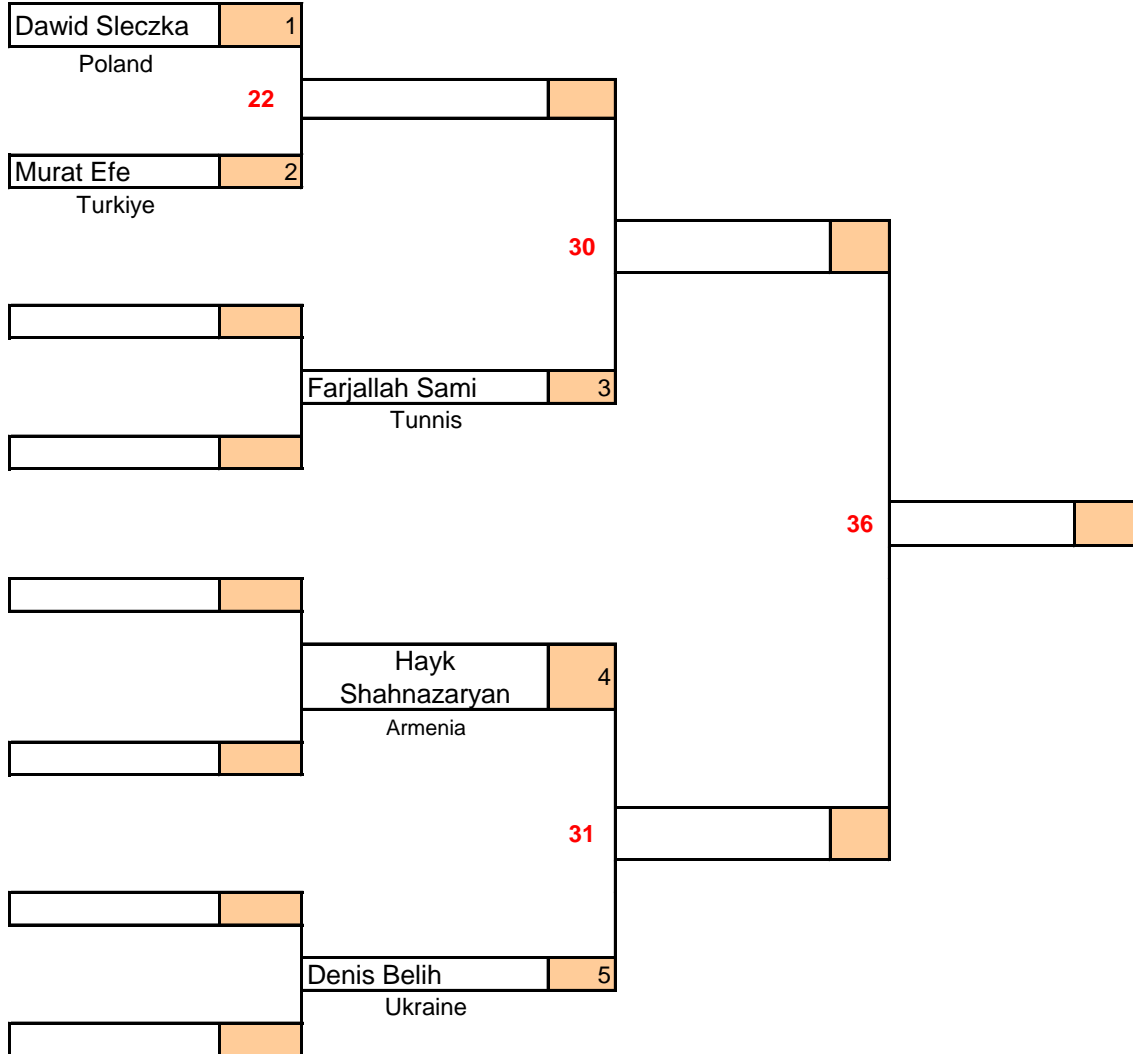 Dawid Sleczka 1
Poland
22
Murat Efe 2
Turkiye
30
Farjallah Sami 3
Tunnis
36
Hayk
Shahnazaryan
4
Armenia
31
Denis Belih 5
Ukraine